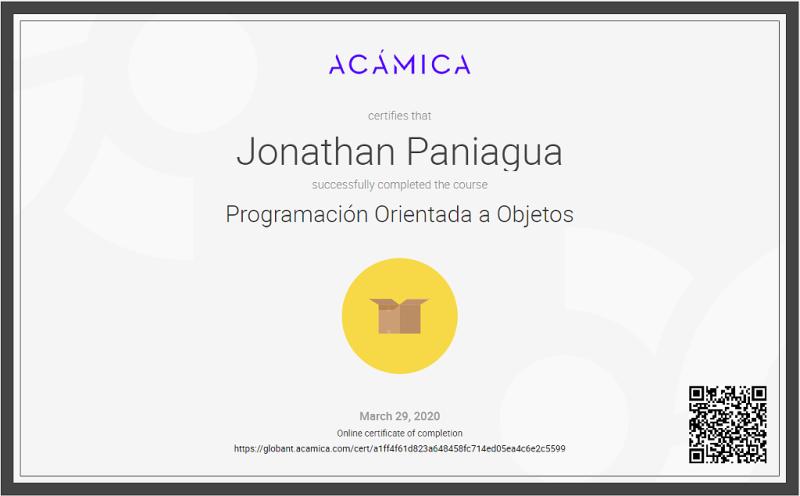 ACÁMICA
certifies that
Jonathan Paniagua
successfully completed the course
Programación Orientada a Objetos
March 29, 2020
Online certificate of completion
https://globant.acamica.com/cert/a1ff4f61d823a648458fc714ed05ea4c6e2c5599